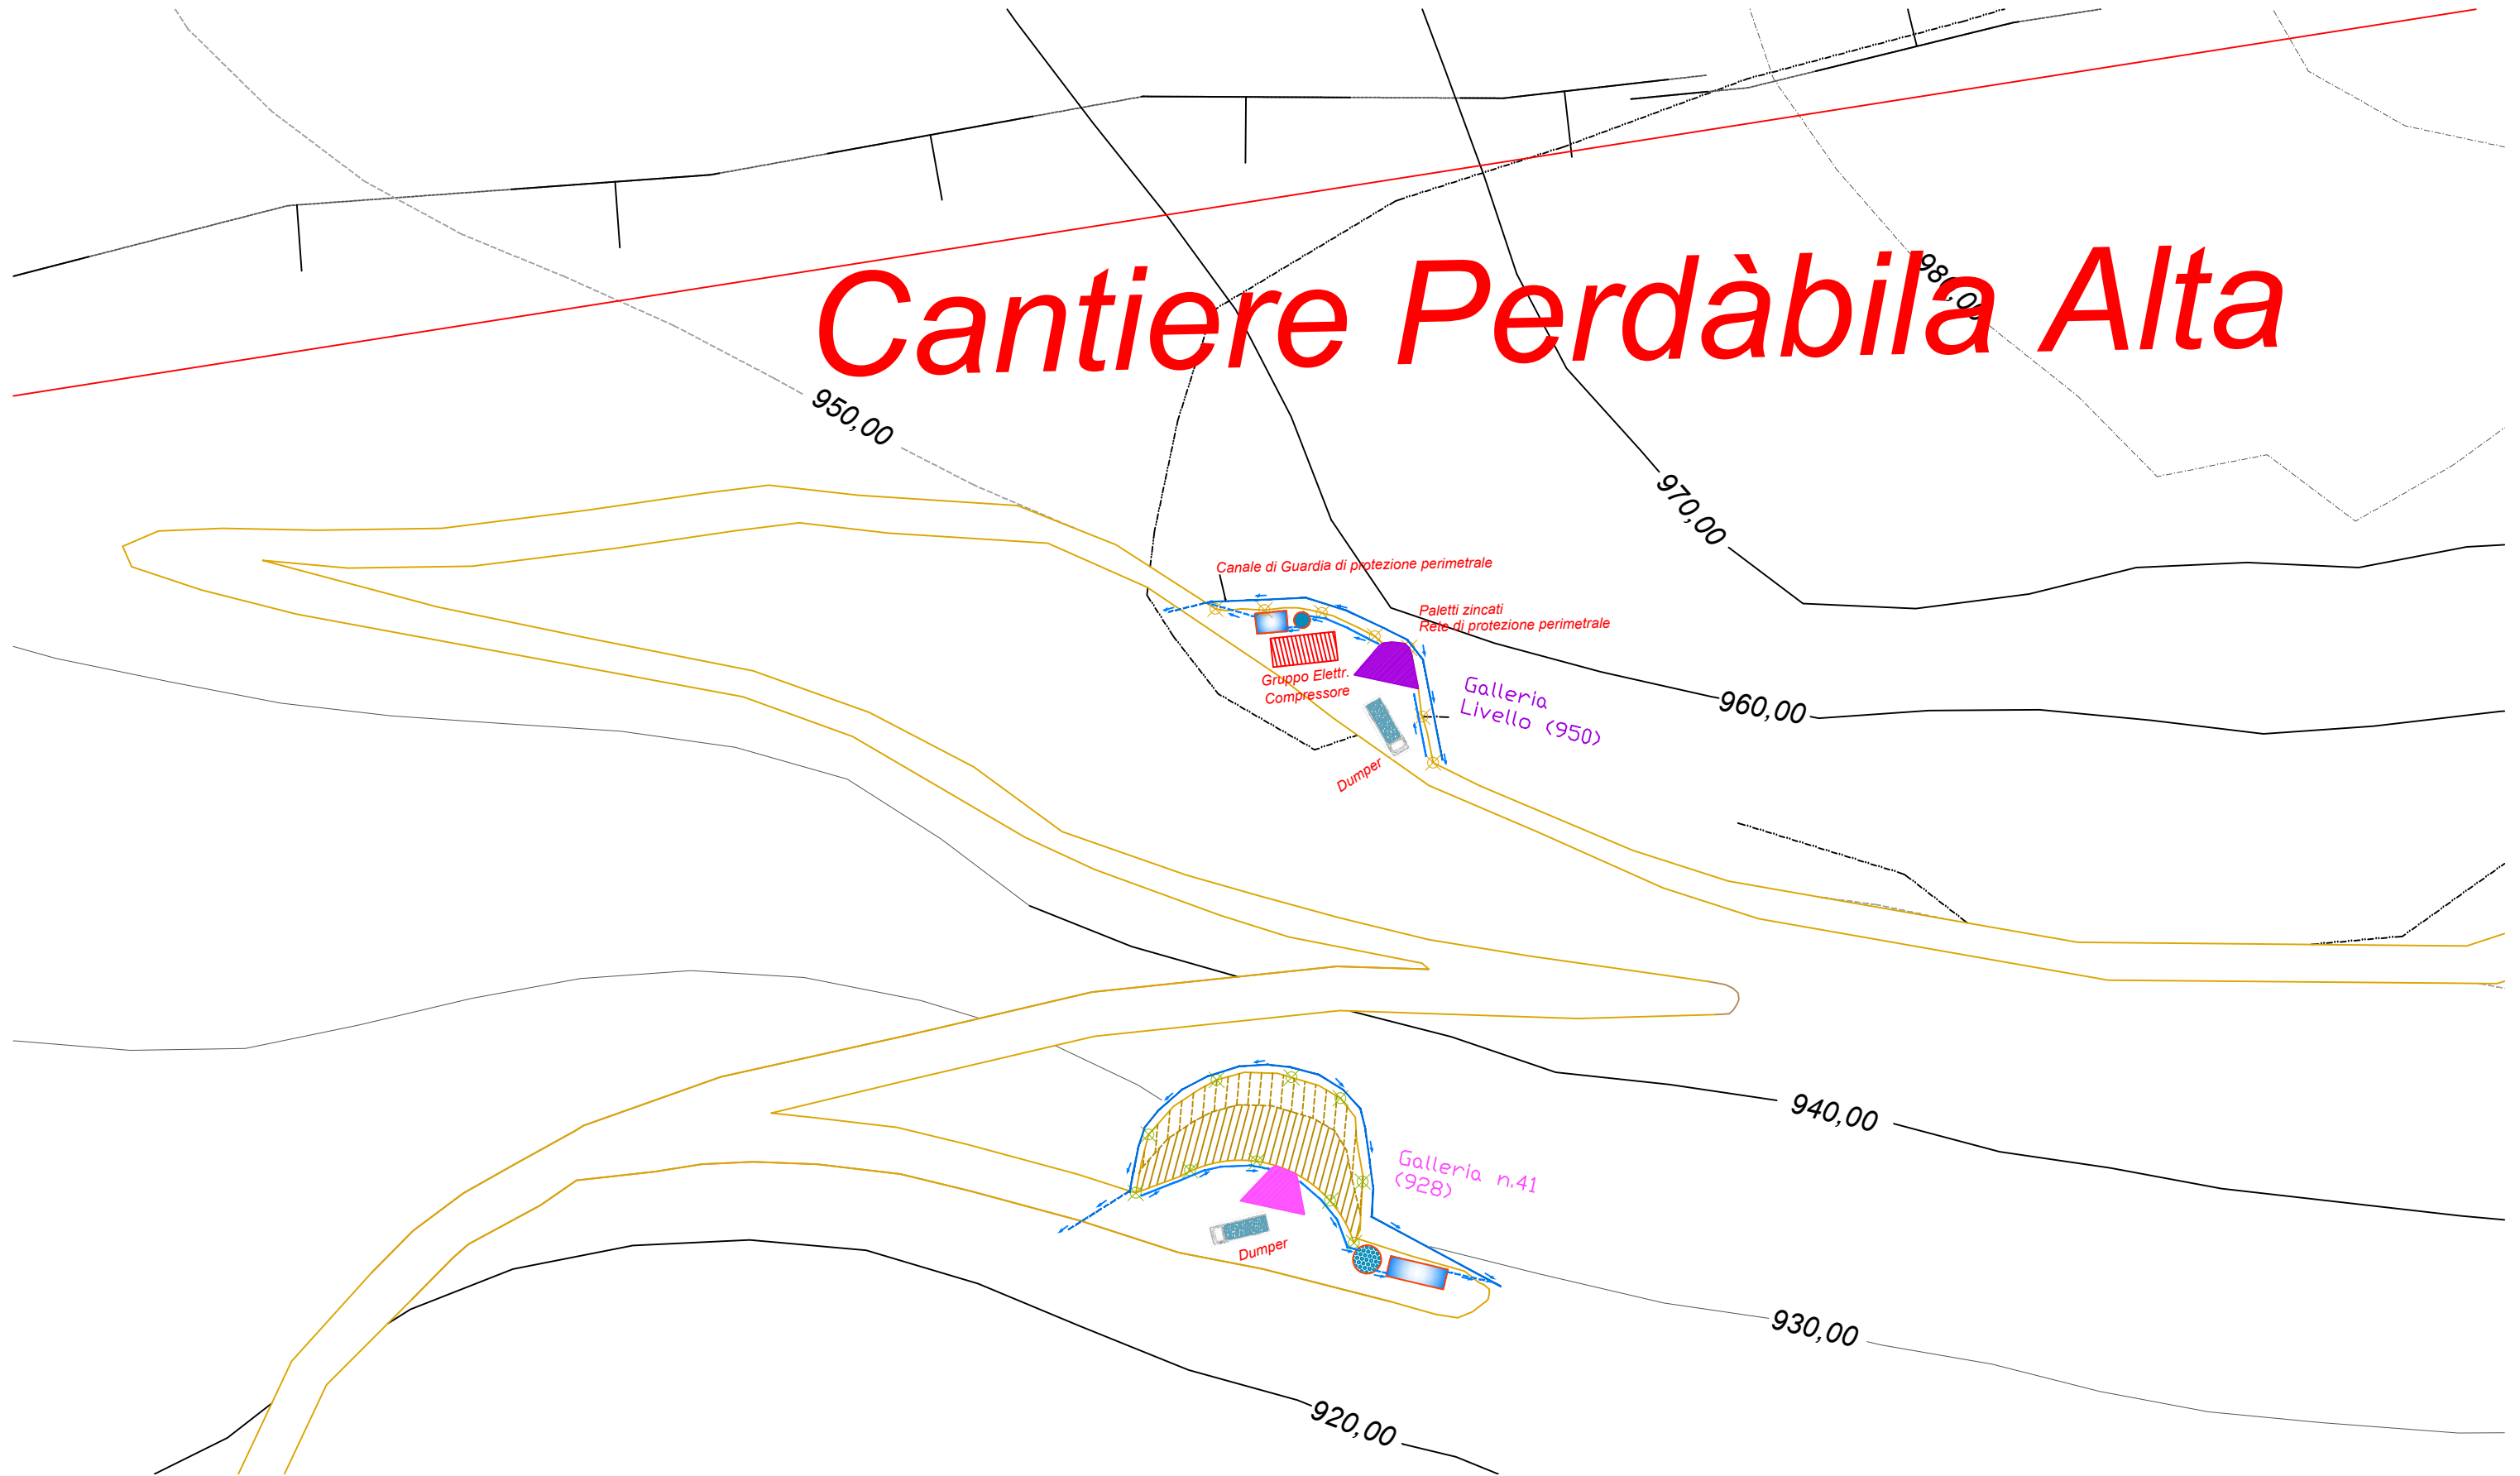 Cantiere Perdàbila Alta
980,00
950,00
970,00
Canale di Guardia di protezione perimetrale
Paletti zincati
Rete di protezione perimetrale
Gruppo Elettr.
Compressore
Galleria
Livello (950)
960,00
Dumper
940,00
Galleria n.41
(928)
Dumper
930,00
920,00